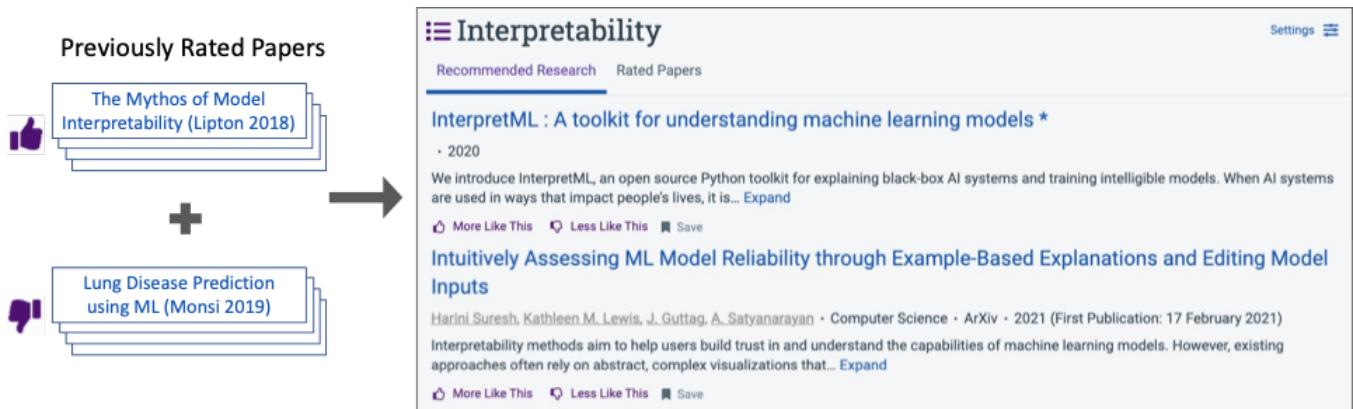 Previously Rated Papers
The Mythos of Model
Interpretability (Lipton 2018)
Lung Disease Prediction
using ML (Monsi 2019)
Interpretability
Settings
Recommended Research Rated Papers
InterpretML : A toolkit for understanding machine learning models *
· 2020
We introduce InterpretML, an open source Python toolkit for explaining black-box AI systems and training intelligible models. When AI systems
are used in ways that impact people's lives, it is... Expand
More Like This Less Like This Save
Intuitively Assessing ML Model Reliability through Example-Based Explanations and Editing Model
Inputs
Harini Suresh, Kathleen M. Lewis, J. Guttag, A. Satyanarayan · Computer Science · ArXiv · 2021 (First Publication: 17 February 2021)
Interpretability methods aim to help users build trust in and understand the capabilities of machine learning models. However, existing
approaches often rely on abstract, complex visualizations that... Expand
More Like This Less Like This Save